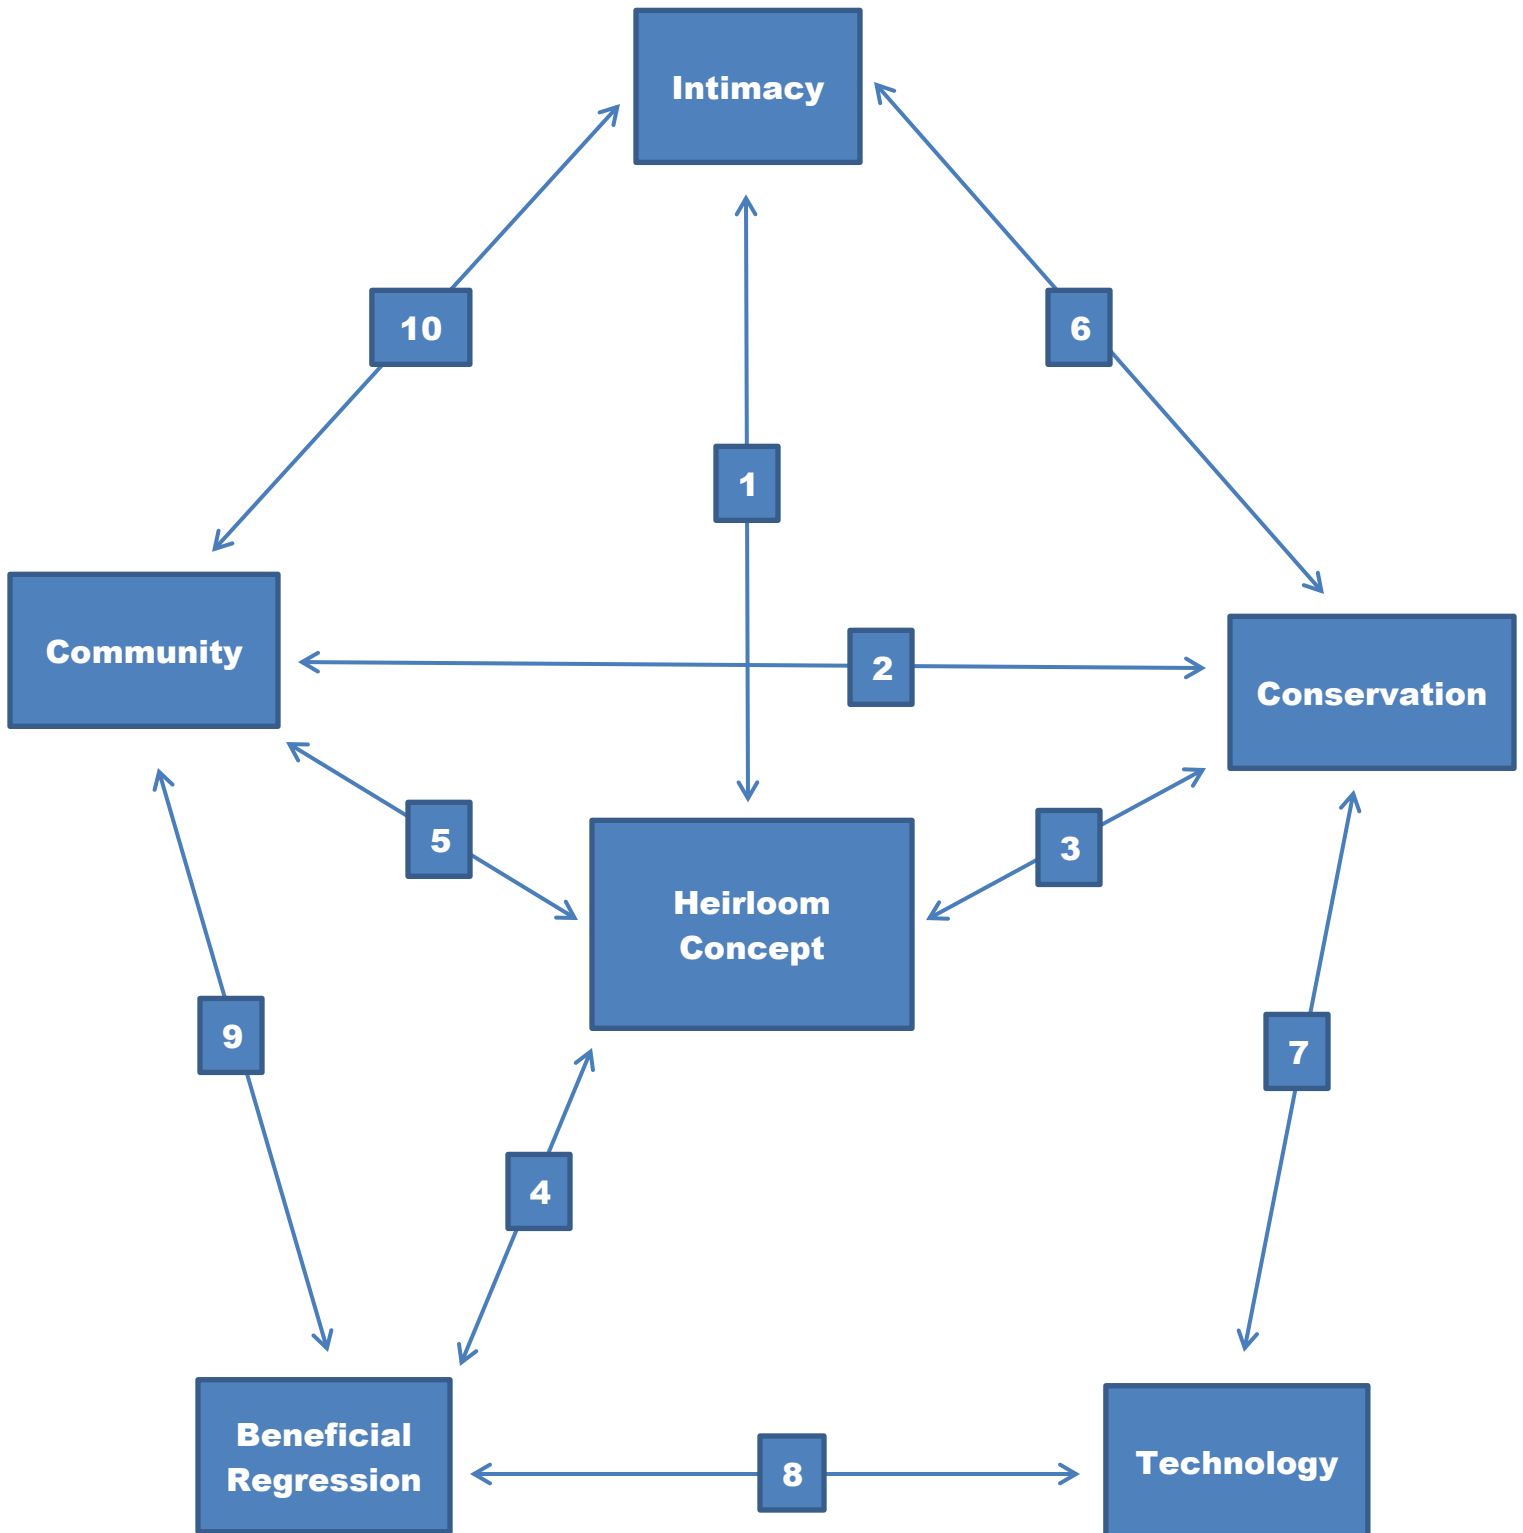 Intimacy
10
6
1
Community
2
Conservation
5
3
Heirloom
Concept
9
7
4
Beneficial
Regression
8
Technology